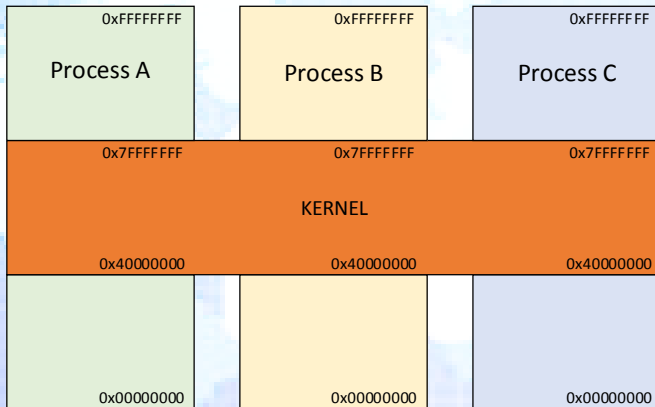 0xFFFFFFFF 0xFFFFFFFF 0xFFFFFFFF
Process A Process B Process C
0x7FFFFFFF 0x7FFFFFFF 0x7FFFFFFF
KERNEL
0x40000000 0x40000000 0x40000000
0x00000000 0x00000000 0x00000000